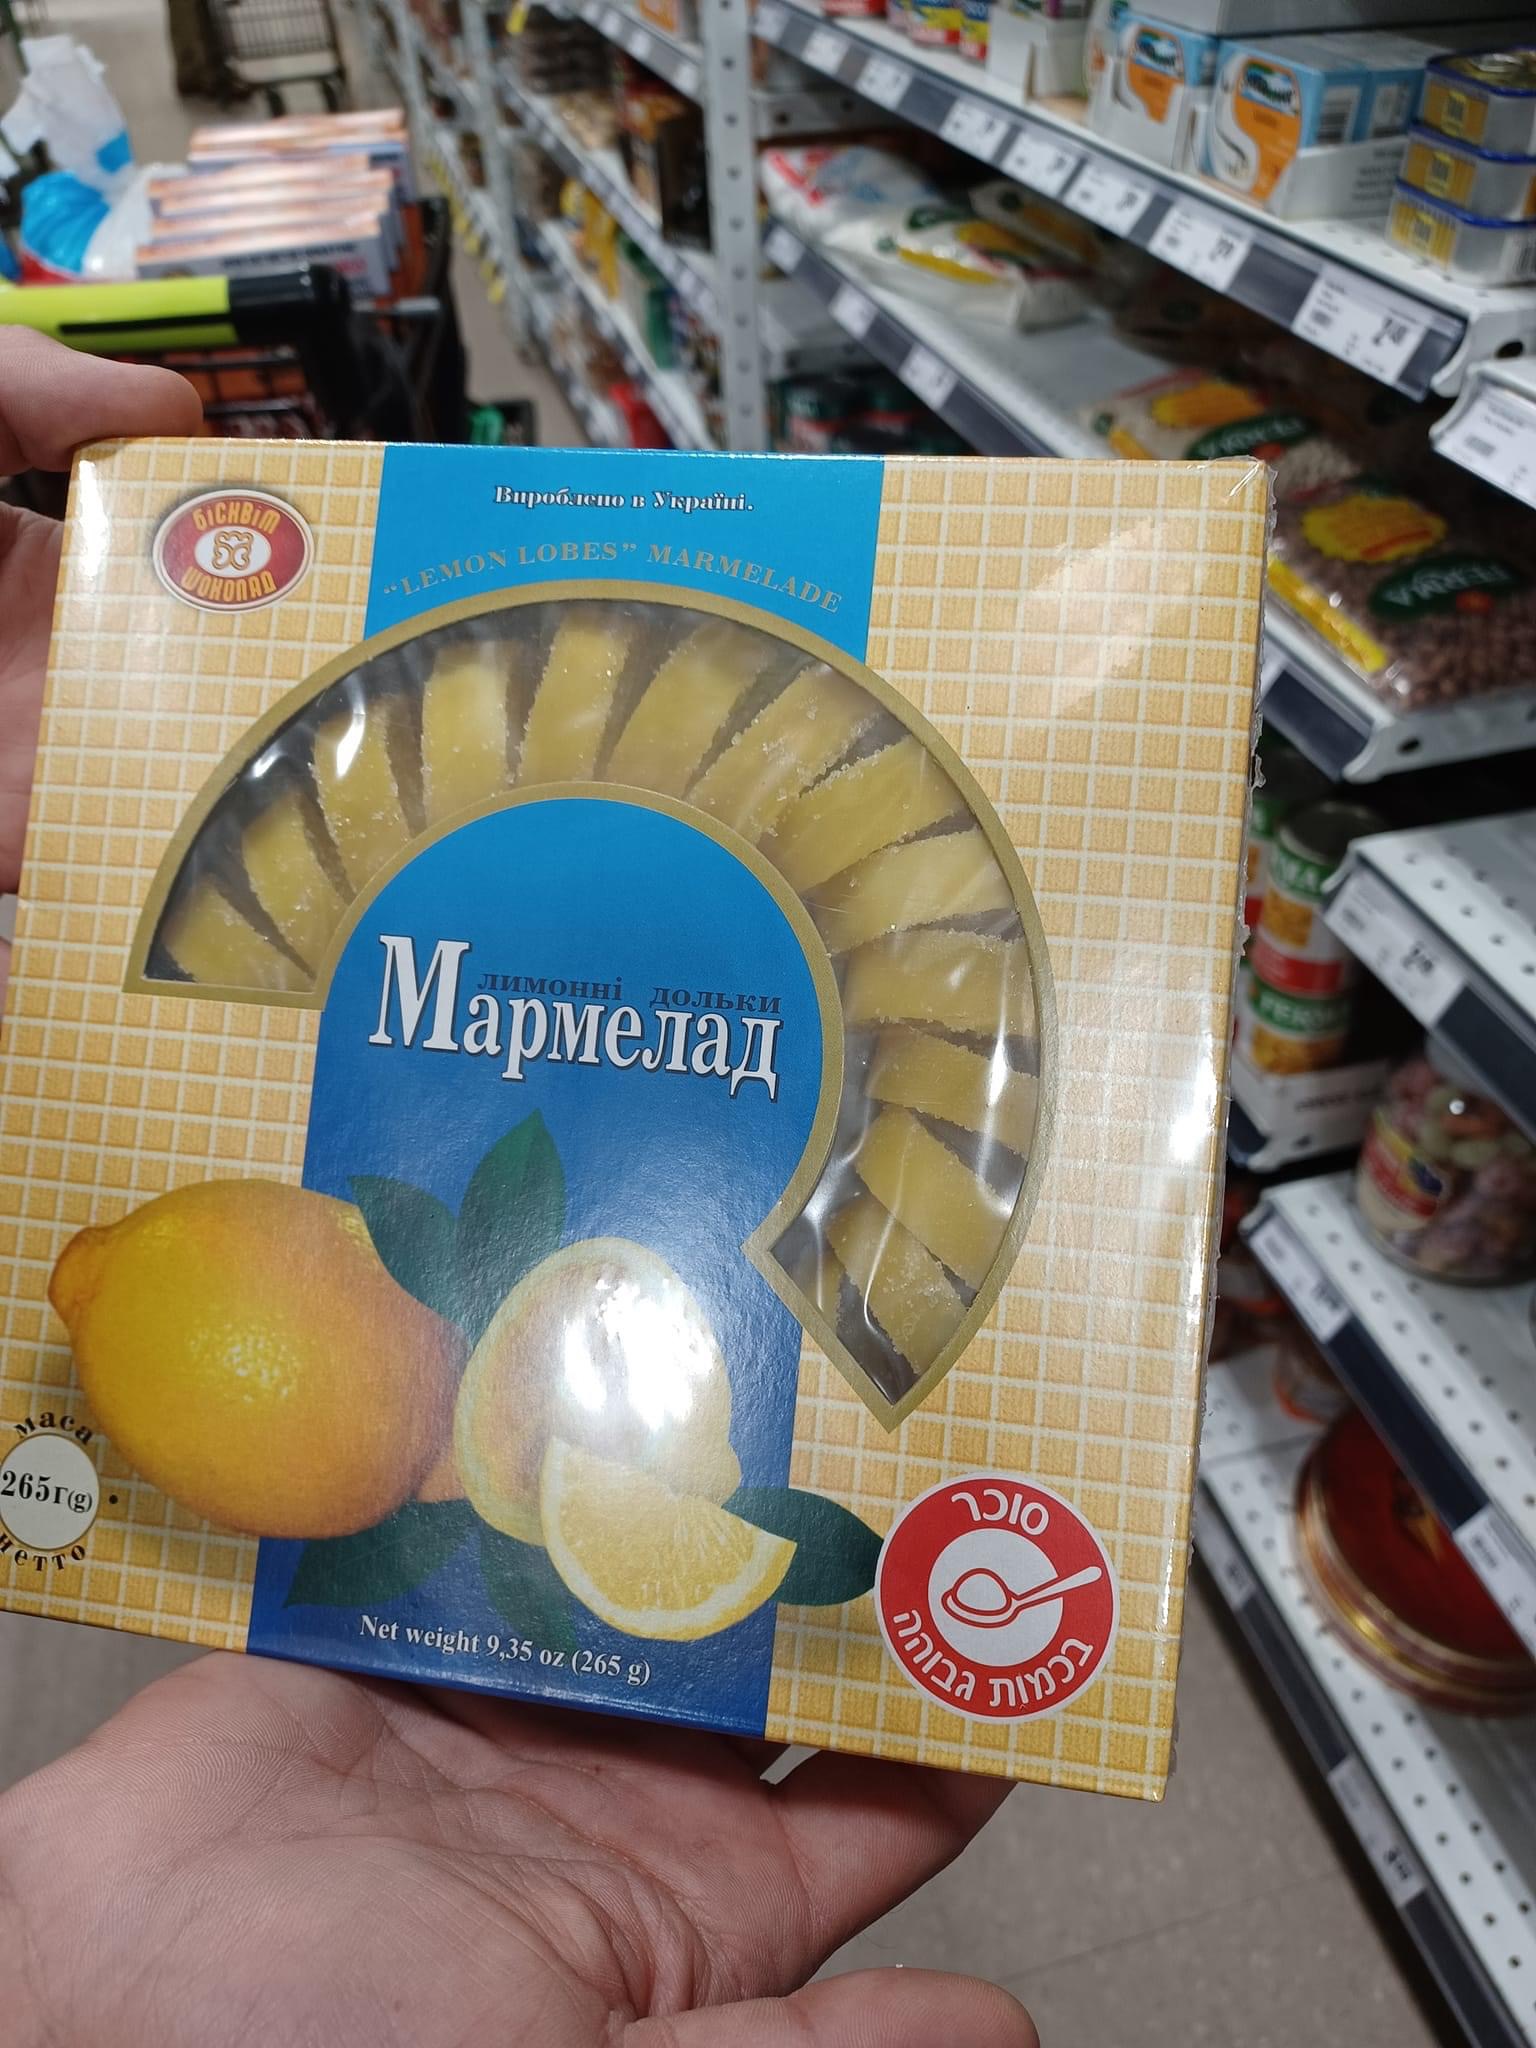 Вироблено в Україні.
"LEMON LOBES" MARMELADE
бісквіт
шоколад
лимонні дольки
Мармелад
маса
265г(g)
нетто
Net weight 9,35 oz (265 g)
סוכר
בכמות גבוהה